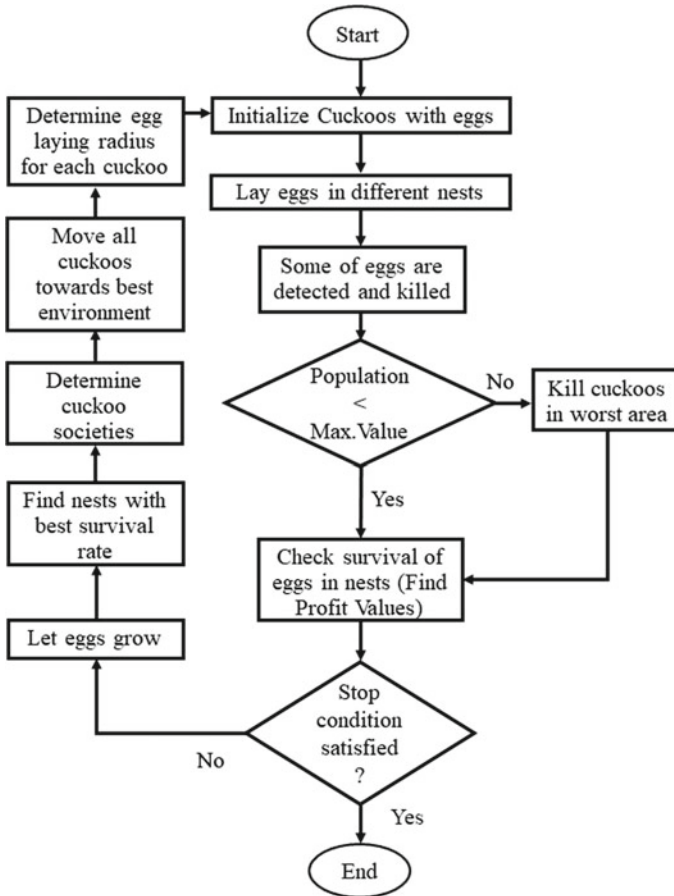 Start
Initialize Cuckoos with eggs
Lay eggs in different nests
Some of eggs are
detected and killed
Population
<
Max.Value
No
Kill cuckoos
in worst area
Yes
Check survival of
eggs in nests (Find
Profit Values)
Stop
condition
satisfied
?
No
Let eggs grow
Find nests with
best survival
rate
Determine
cuckoo
societies
Move all
cuckoos
towards best
environment
Determine egg
laying radius
for each cuckoo
Yes
End